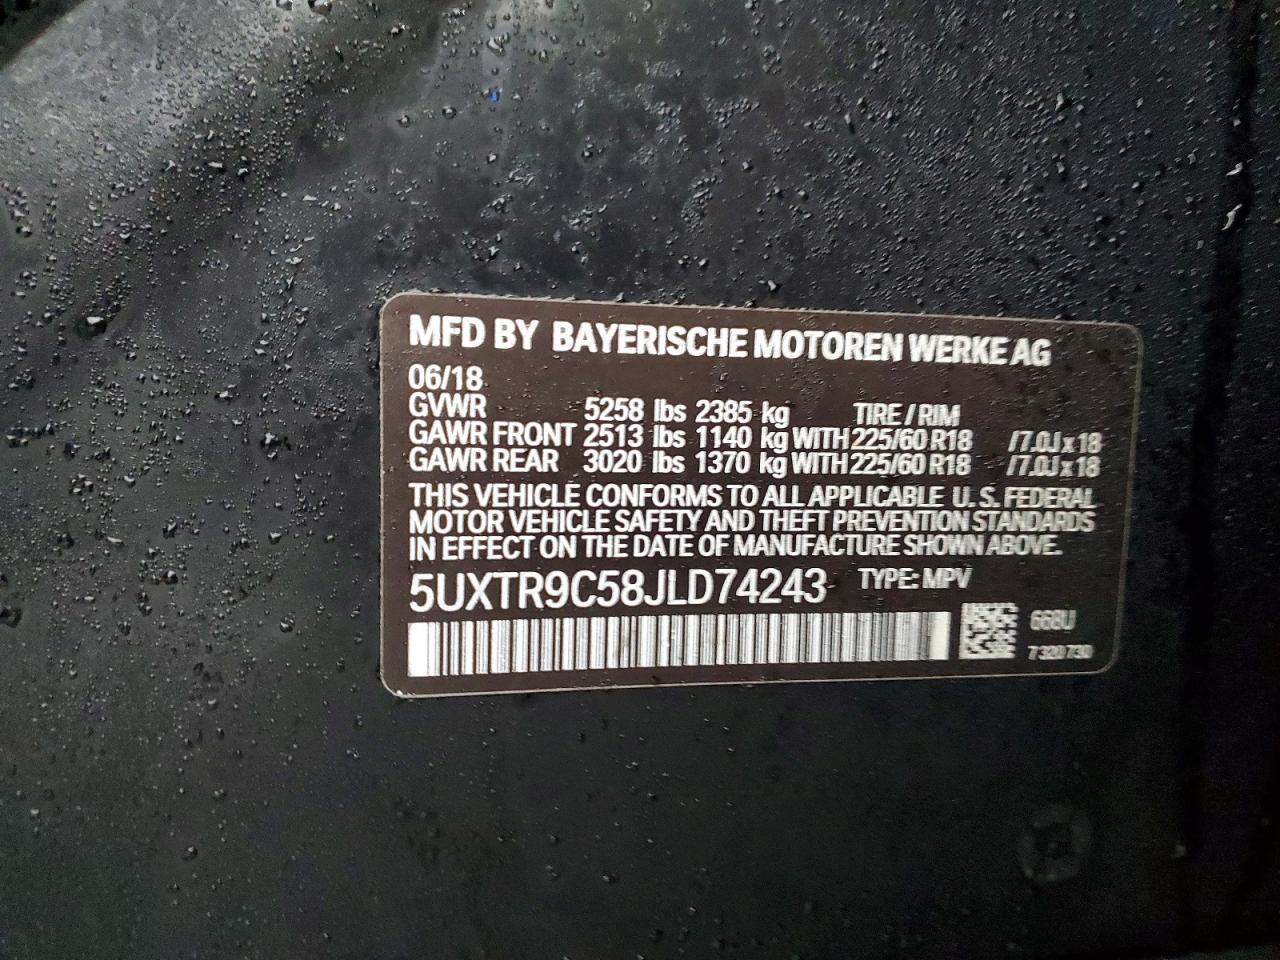 MFD BY BAYERISCHE MOTOREN WERKE AG
06/18
GVWR 5258 lbs 2385 kg TIRE / RIM
GAWR FRONT 2513 lbs 1140 kg WITH 225/60 R18 /7.0J x 18
GAWR REAR 3020 lbs 1370 kg WITH 225/60 R18 /7.0J x 18
THIS VEHICLE CONFORMS TO ALL APPLICABLE U.S. FEDERAL
MOTOR VEHICLE SAFETY AND THEFT PREVENTION STANDARDS
IN EFFECT ON THE DATE OF MANUFACTURE SHOWN ABOVE.
5UXTR9C58JLD74243 TYPE: MPV
668U
7 320 730